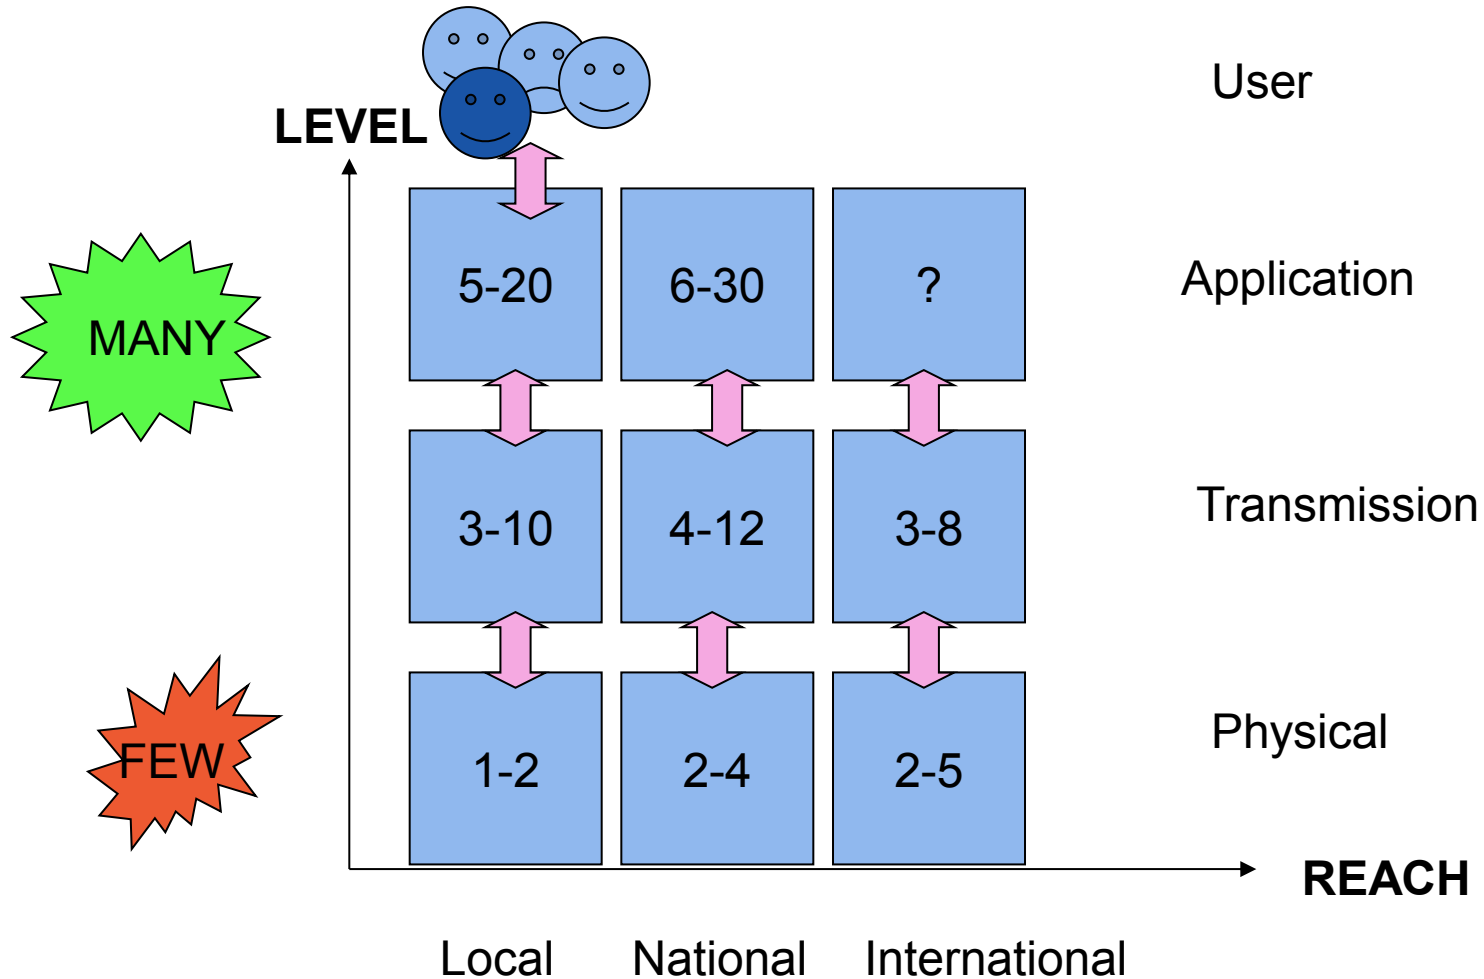 User
LEVEL
5-20 6-30 ? Application
MANY
3-10 4-12 3-8 Transmission
FEW
1-2 2-4 2-5 Physical
REACH
Local National International